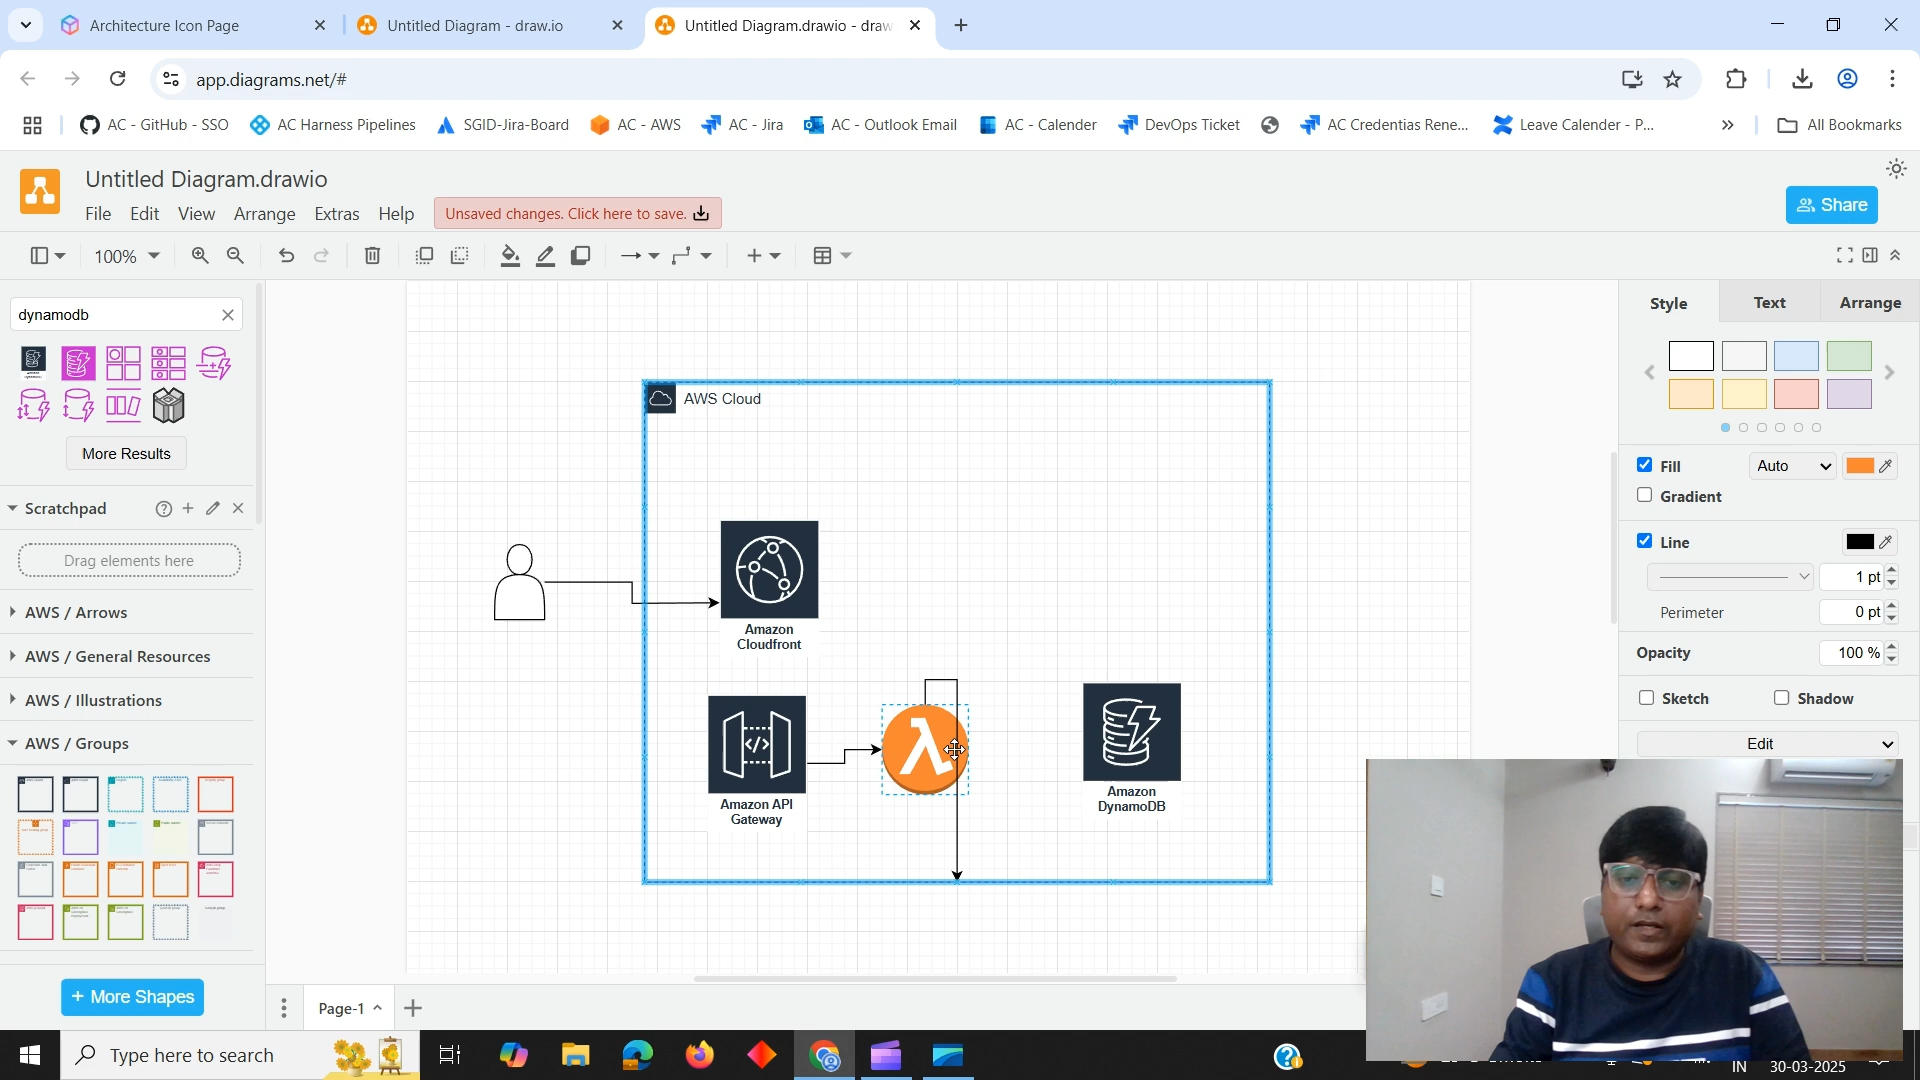 Architecture Icon Page
Untitled Diagram - draw.io
Untitled Diagram.drawio - draw
app.diagrams.net/#
AC - GitHub - SSO
AC Harness Pipelines
SGID-Jira-Board
AC - AWS
AC - Jira
AC - Outlook Email
AC - Calender
DevOps Ticket
AC Credentias Rene...
Leave Calender - P...
All Bookmarks
Untitled Diagram.drawio
File
Edit
View
Arrange
Extras
Help
Unsaved changes. Click here to save.
Share
100%
dynamodb
More Results
Scratchpad
Drag elements here
AWS / Arrows
AWS / General Resources
AWS / Illustrations
AWS / Groups
+ More Shapes
AWS Cloud
Amazon
Cloudfront
Amazon API
Gateway
λ
Amazon
DynamoDB
Style
Text
Arrange
Fill
Auto
Gradient
Line
1 pt
Perimeter
0 pt
Opacity
100 %
Sketch
Shadow
Edit
Page-1
Type here to search
IN
30-03-2025